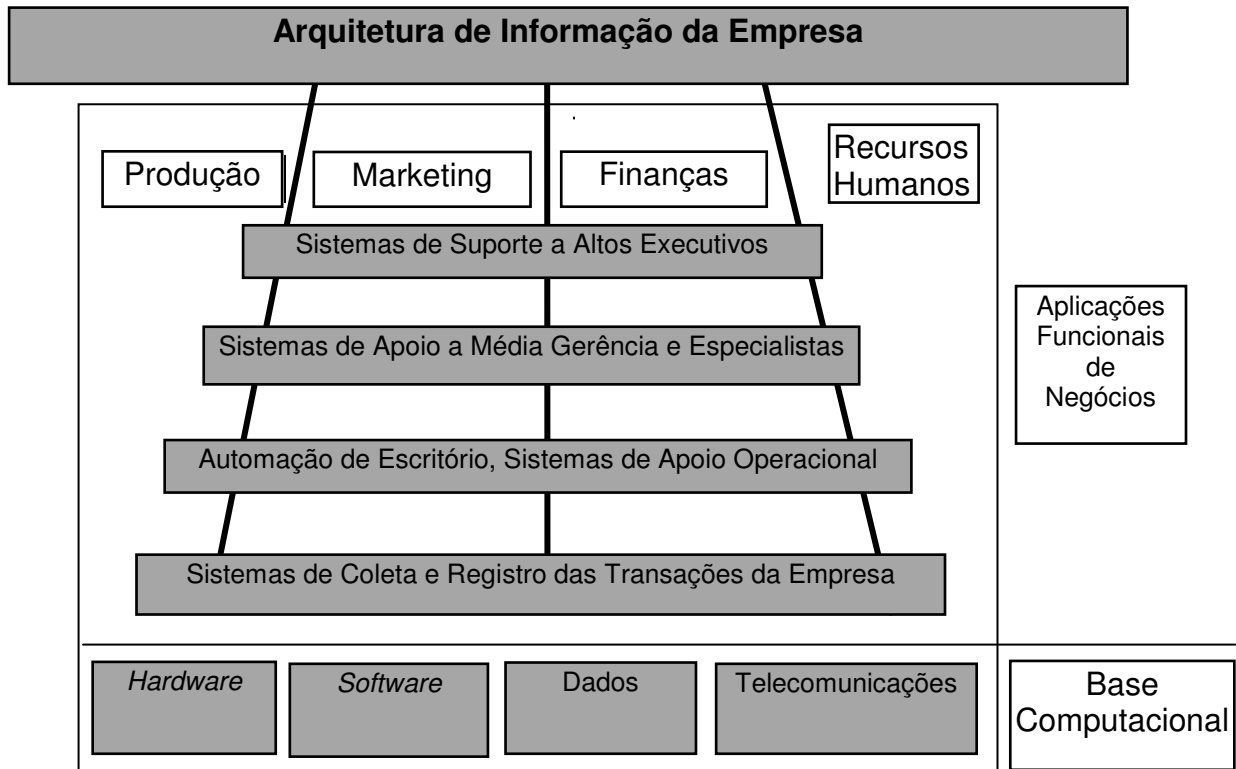 Arquitetura de Informação da Empresa
Produção
Marketing
Finanças
Recursos
Humanos
Sistemas de Suporte a Altos Executivos
Sistemas de Apoio a Média Gerência e Especialistas
Automação de Escritório, Sistemas de Apoio Operacional
Sistemas de Coleta e Registro das Transações da Empresa
Aplicações
Funcionais
de
Negócios
Hardware
Software
Dados
Telecomunicações
Base
Computacional